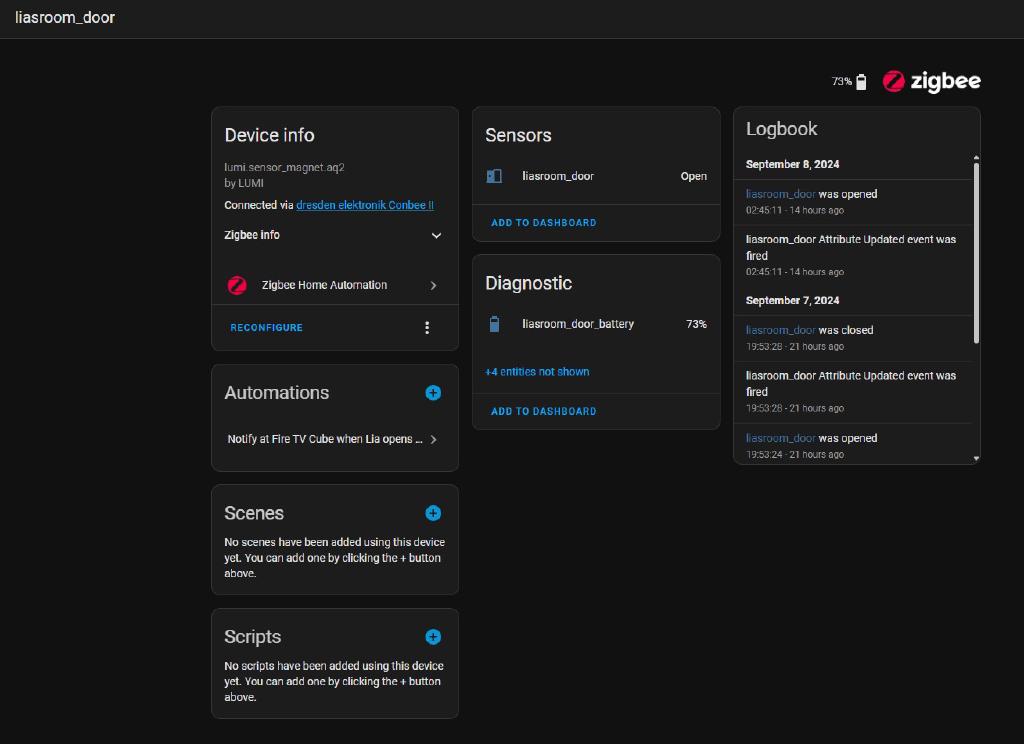 liasroom_door
73%
zigbee
Device info
lumi.sensor_magnet.aq2
by LUMI
Connected via dresden elektronik Conbee II
Zigbee info
Zigbee Home Automation
RECONFIGURE
Automations
Notify at Fire TV Cube when Lia opens ...
Scenes
No scenes have been added using this device
yet. You can add one by clicking the + button
above.
Scripts
No scripts have been added using this device
yet. You can add one by clicking the + button
above.
Sensors
liasroom_door Open
ADD TO DASHBOARD
Diagnostic
liasroom_door_battery 73%
+4 entities not shown
ADD TO DASHBOARD
Logbook
September 8, 2024
liasroom_door was opened
02:45:11 - 14 hours ago
liasroom_door Attribute Updated event was
fired
02:45:11 - 14 hours ago
September 7, 2024
liasroom_door was closed
19:53:28 - 21 hours ago
liasroom_door Attribute Updated event was
fired
19:53:28 - 21 hours ago
liasroom_door was opened
19:53:24 - 21 hours ago